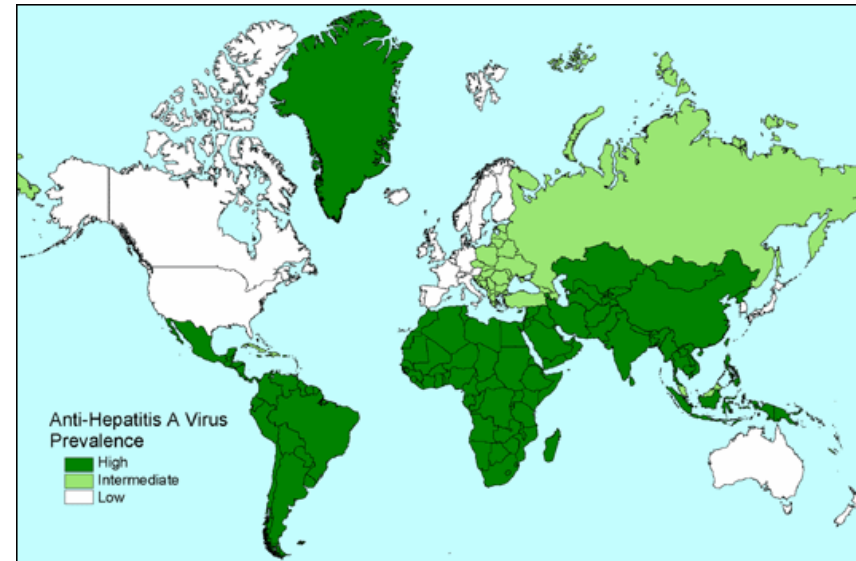 Anti-Hepatitis A Virus
Prevalence
High
Intermediate
Low